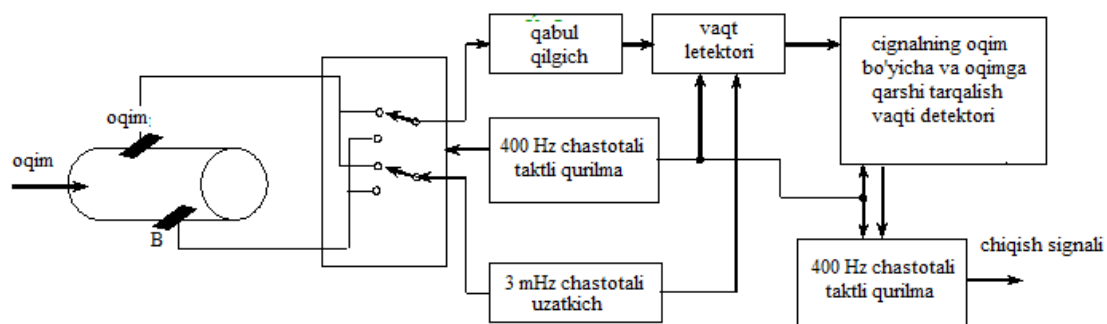 qabul
qilgich
vaqt
letektori
cignalning oqim
bo'yicha va oqimga
qarshi tarqalish
vaqti detektori
oqim:
oqim
400 Hz chastotali
taktli qurilma
B
3 mHz chastotali
uzatkich
400 Hz chastotali
taktli qurilma
chiqish signali